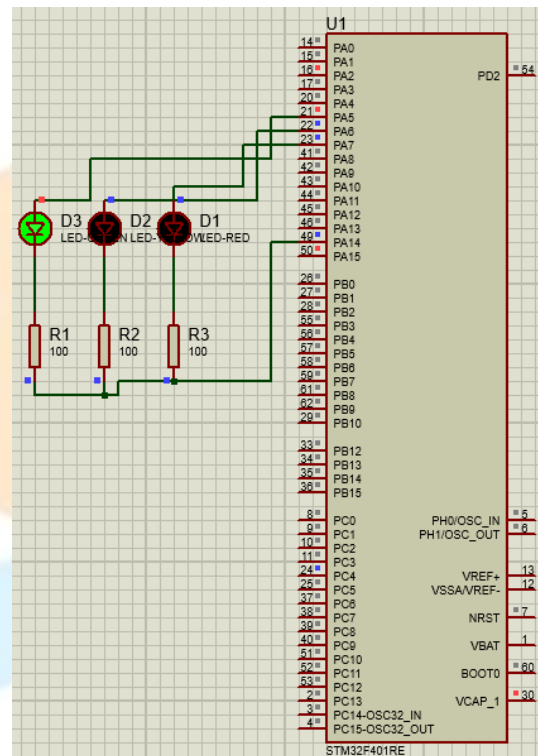 U1
14 PA0
15 PA1
16 PA2 PD2 54
17 PA3
20 PA4
21 PA5
22 PA6
23 PA7
41 PA8
42 PA9
43 PA10
44 PA11
45 PA12
46 PA13
49 PA14
50 PA15
D3 D2 D1
LED-RED
26 PB0
27 PB1
28 PB2
55 PB3
56 PB4
57 PB5
58 PB6
59 PB7
61 PB8
62 PB9
29 PB10
R1 R2 R3
100 100 100
33 PB12
34 PB13
35 PB14
36 PB15
8 PC0 PH0/OSC_IN 5
9 PC1 PH1/OSC_OUT 6
10 PC2
11 PC3
24 PC4 VREF+ 13
25 PC5 VSSA/VREF- 12
37 PC6
38 PC7 NRST 7
39 PC8
40 PC9 VBAT 1
51 PC10
52 PC11 BOOT0 60
53 PC12
2 PC13 VCAP_1 30
3 PC14-OSC32_IN
4 PC15-OSC32_OUT
STM32F401RE